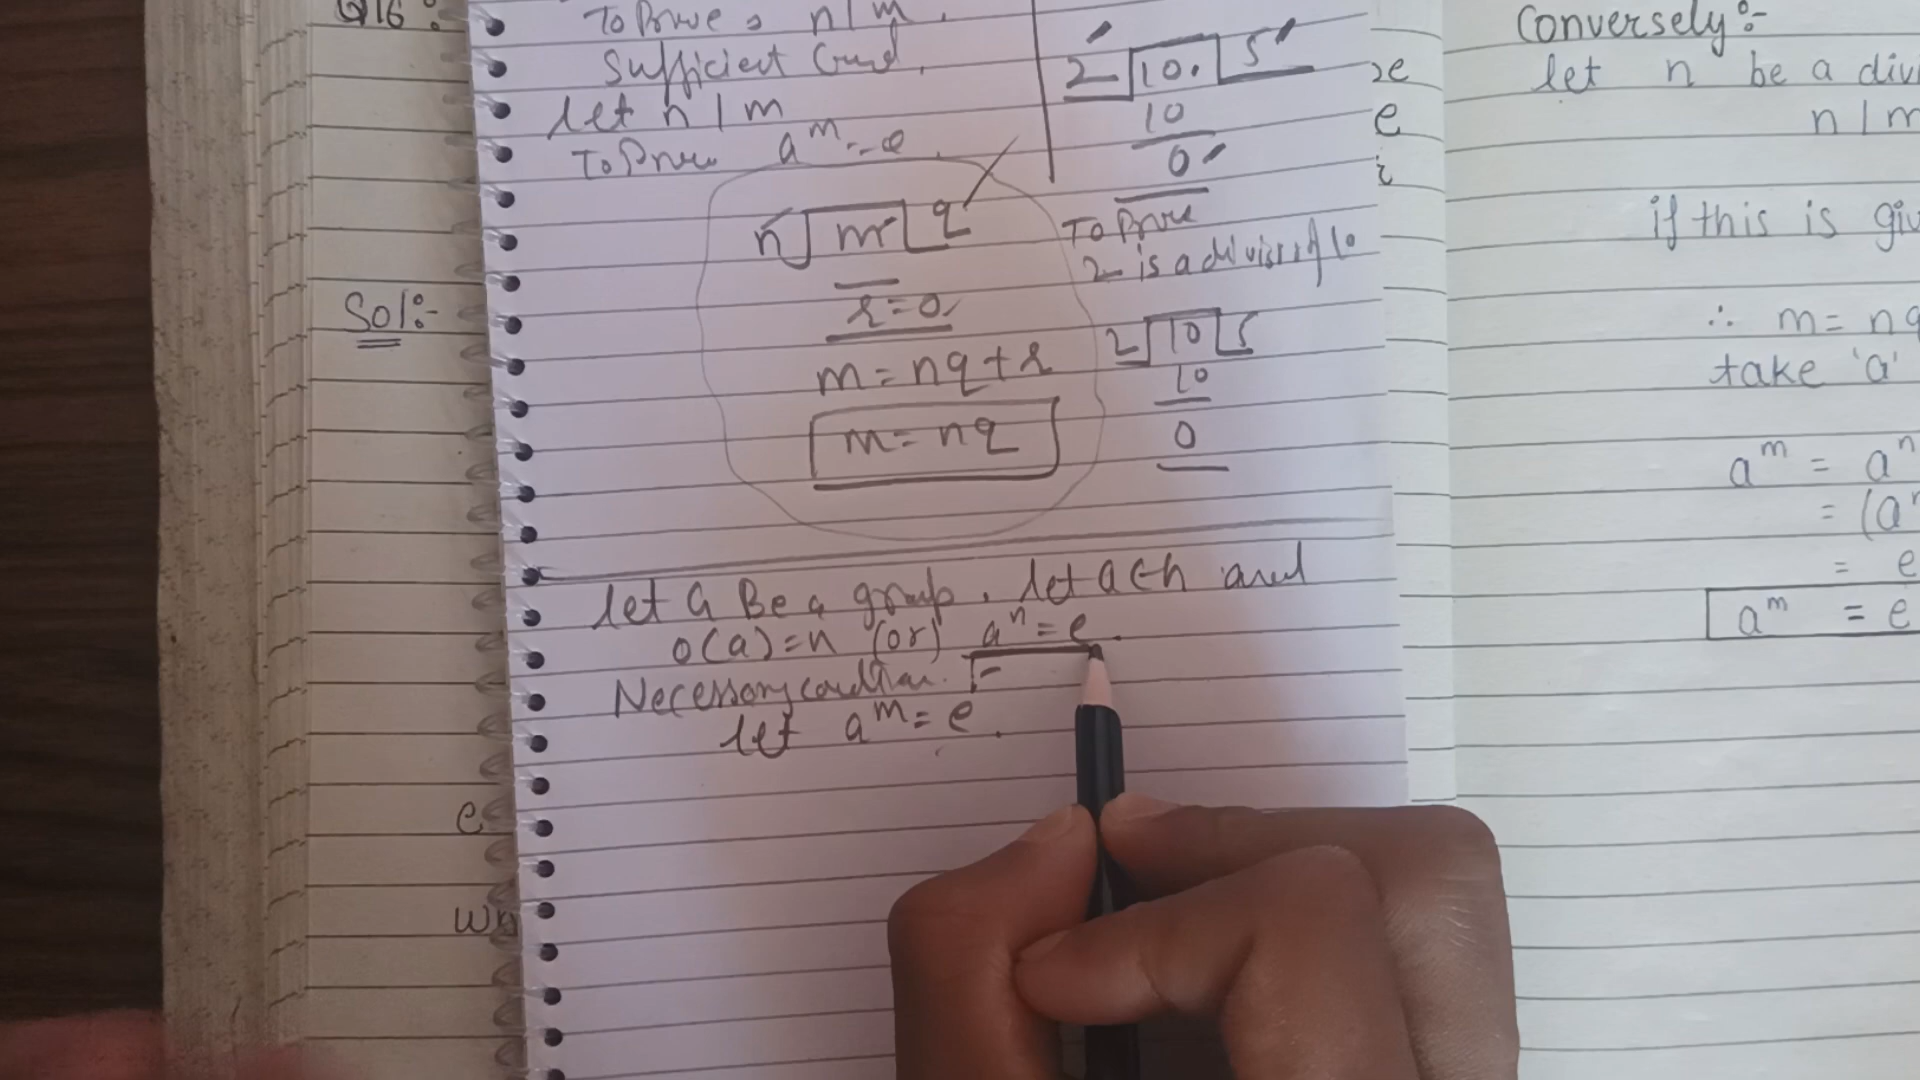 Q16:
To Prove n/m.
Sufficient Cond.
let n/m
To Prove a^m = e.
n m q
r=0
m = nq + r
m = nq
2 10. 5
10
0
To Prove
2 is a divisor of 10
2 10 5
10
0
let G Be a group. let a ∈ G and
o(a)=n (or) a^n = e.
Necessary condition. :-
let a^m = e.
Sol:-
e
e
Conversely:-
let n be a div
n/m
if this is giv
∴ m = nq
take 'a'
a^m = a^n
= (a^n
= e
a^m = e